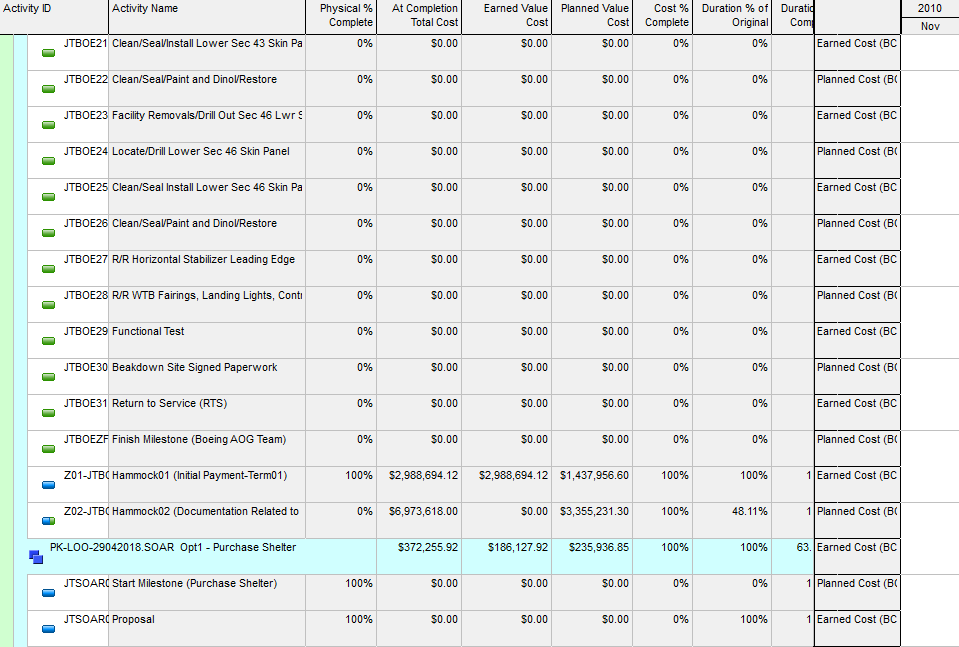 Activity ID Activity Name Physical % Complete At Completion Total Cost Earned Value Cost Planned Value Cost Cost % Complete Duration % of Original Duratic Comp 2010
Nov
JTBOE21 Clean/Seal/Install Lower Sec 43 Skin Pa 0% $0.00 $0.00 $0.00 0% 0% Earned Cost (BC
JTBOE22 Clean/Seal/Paint and Dinol/Restore 0% $0.00 $0.00 $0.00 0% 0% Planned Cost (B(
JTBOE23 Facility Removals/Drill Out Sec 46 Lwr S 0% $0.00 $0.00 $0.00 0% 0% Earned Cost (BC
JTBOE24 Locate/Drill Lower Sec 46 Skin Panel 0% $0.00 $0.00 $0.00 0% 0% Planned Cost (B(
JTBOE25 Clean/Seal Install Lower Sec 46 Skin Pa 0% $0.00 $0.00 $0.00 0% 0% Earned Cost (BC
JTBOE26 Clean/Seal/Paint and Dinol/Restore 0% $0.00 $0.00 $0.00 0% 0% Planned Cost (B(
JTBOE27 R/R Horizontal Stabilizer Leading Edge 0% $0.00 $0.00 $0.00 0% 0% Earned Cost (BC
JTBOE28 R/R WTB Fairings, Landing Lights, Contr 0% $0.00 $0.00 $0.00 0% 0% Planned Cost (B(
JTBOE29 Functional Test 0% $0.00 $0.00 $0.00 0% 0% Earned Cost (BC
JTBOE30 Beakdown Site Signed Paperwork 0% $0.00 $0.00 $0.00 0% 0% Planned Cost (B(
JTBOE31 Return to Service (RTS) 0% $0.00 $0.00 $0.00 0% 0% Earned Cost (BC
JTBOEZF Finish Milestone (Boeing AOG Team) 0% $0.00 $0.00 $0.00 0% 0% Planned Cost (B(
Z01-JTBO Hammock01 (Initial Payment-Term01) 100% $2,988,694.12 $2,988,694.12 $1,437,956.60 100% 100% 1 Earned Cost (BC
Z02-JTBO Hammock02 (Documentation Related to 0% $6,973,618.00 $0.00 $3,355,231.30 100% 48.11% 1 Planned Cost (B(
PK-LOO-29042018.SOAR Opt1 - Purchase Shelter $372,255.92 $186,127.92 $235,936.85 100% 100% 63. Earned Cost (BC
JTSOAR0 Start Milestone (Purchase Shelter) 100% $0.00 $0.00 $0.00 0% 0% 1 Planned Cost (B(
JTSOAR0 Proposal 100% $0.00 $0.00 $0.00 0% 100% 1 Earned Cost (BC